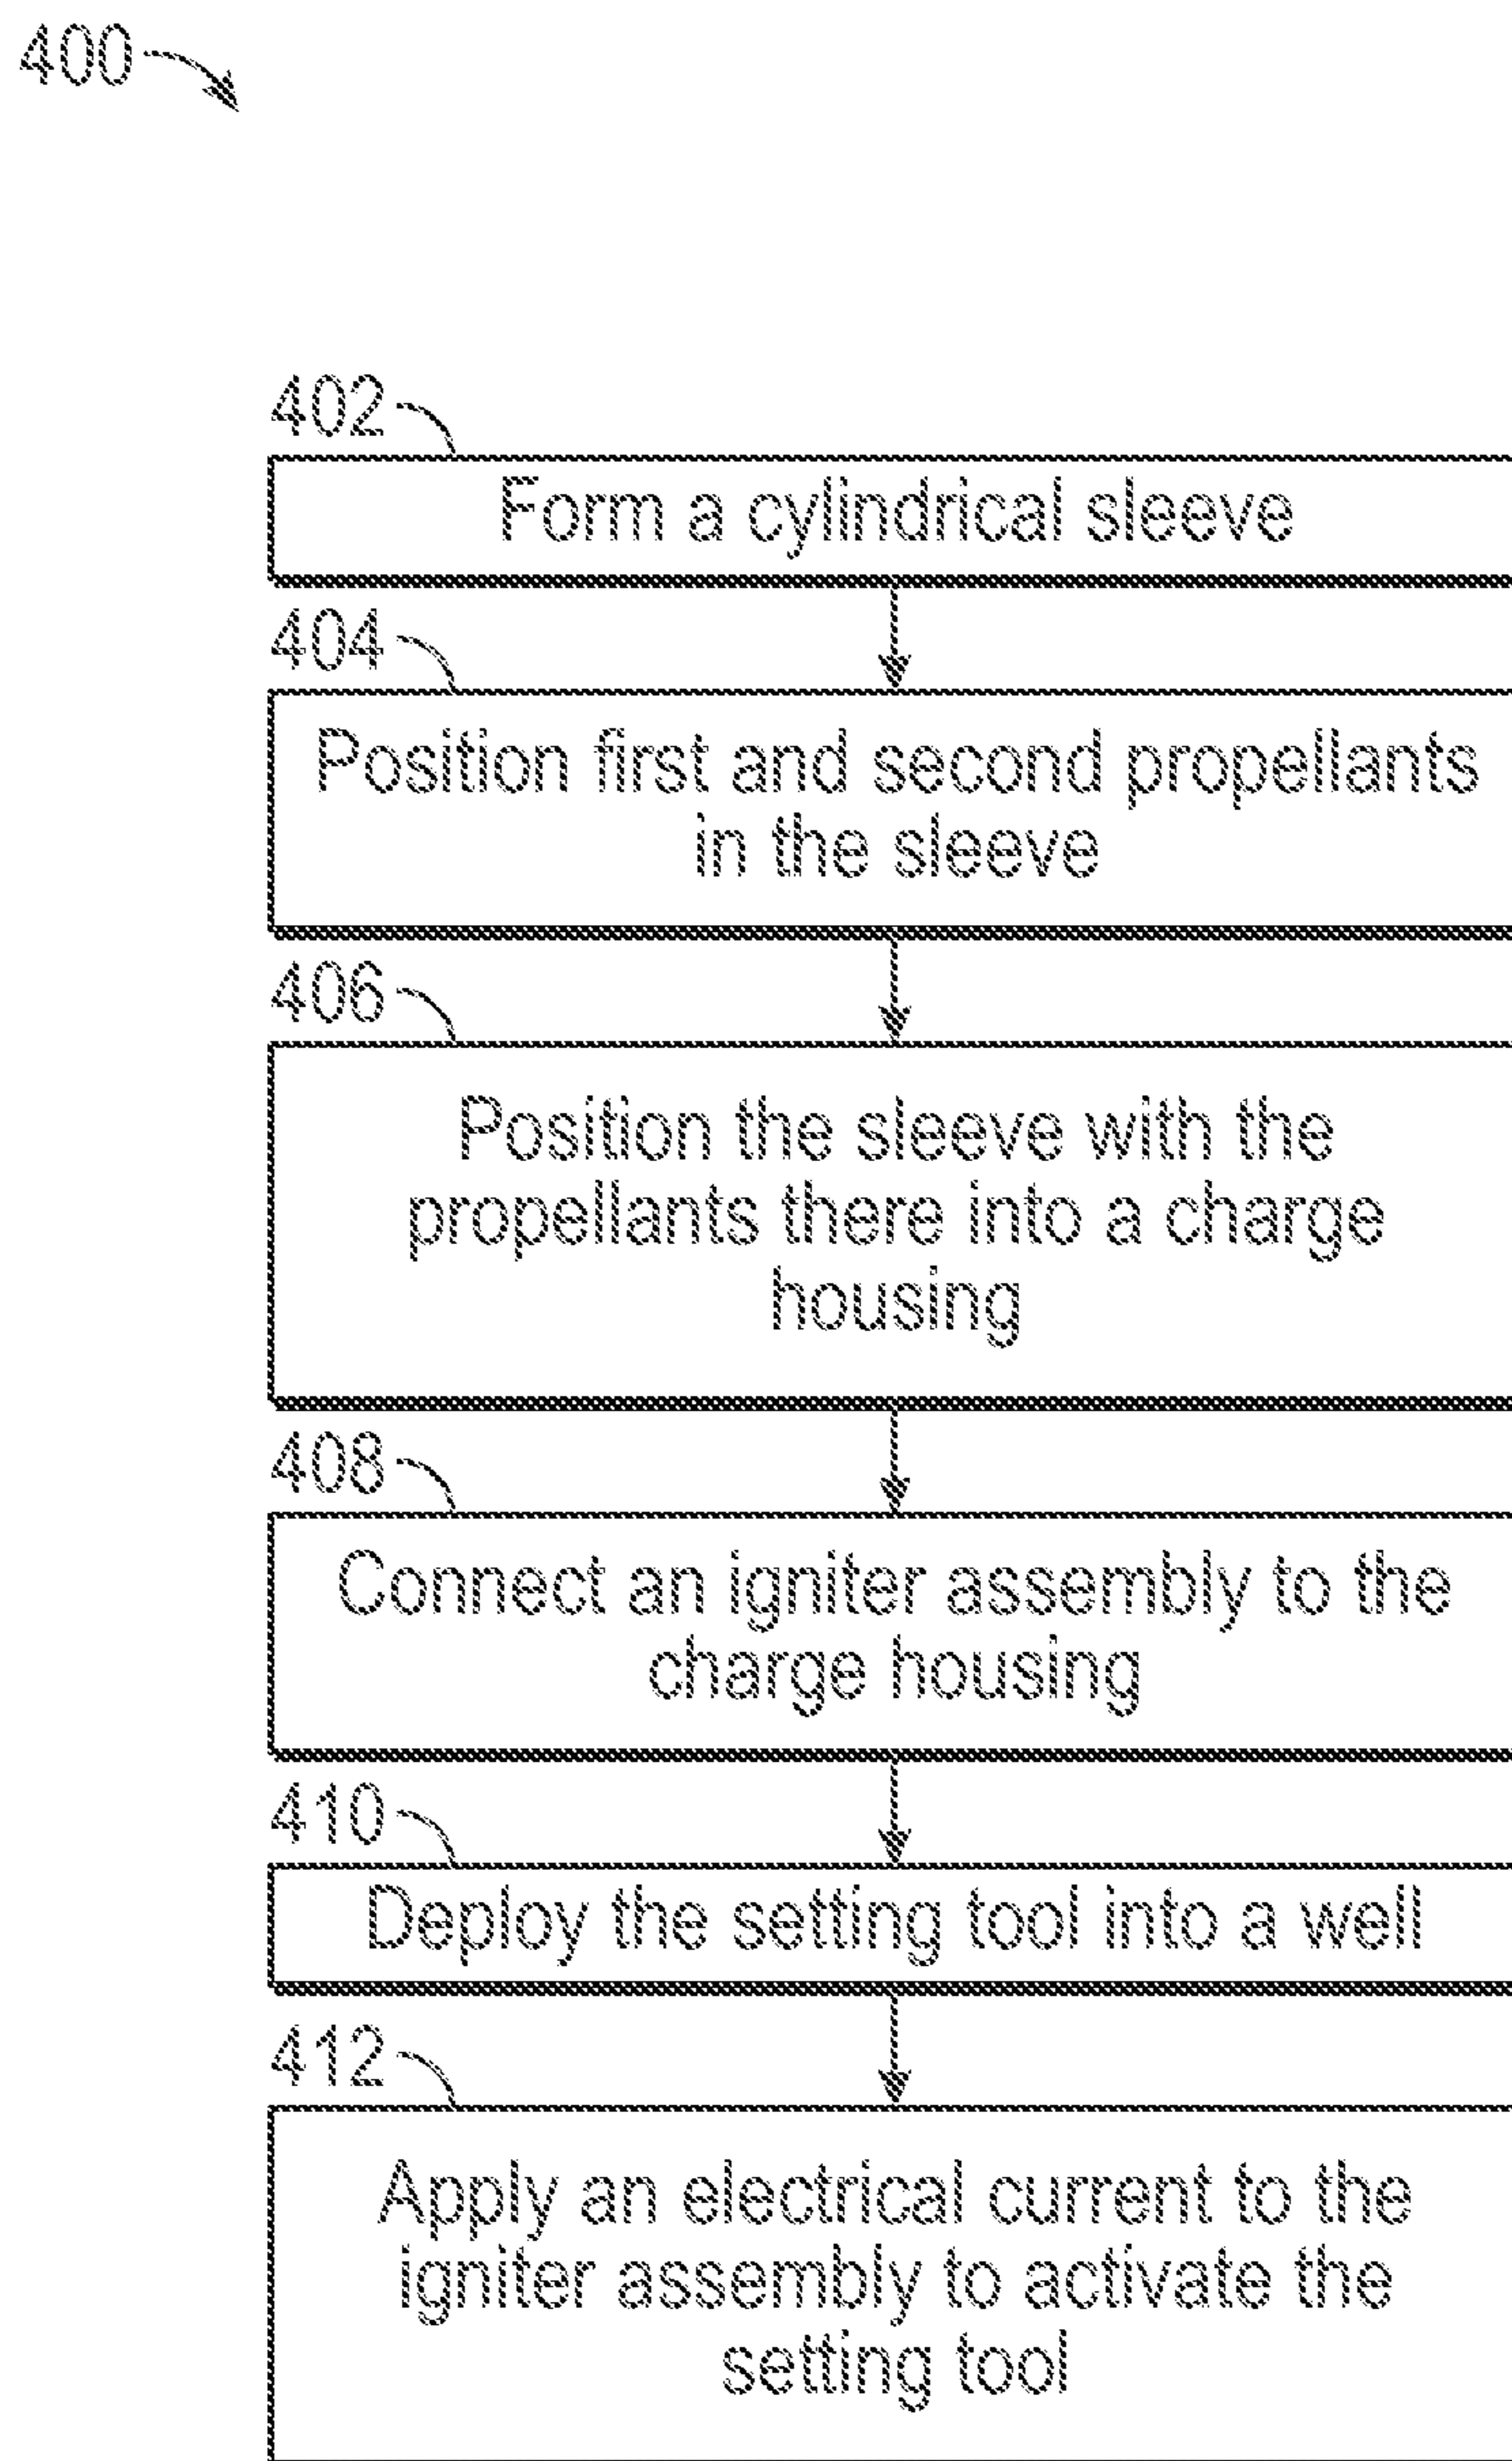 400
402
Form a cylindrical sleeve
404
Position first and second propellants
in the sleeve
406
Position the sleeve with the
propellants there into a charge
housing
408
Connect an igniter assembly to the
charge housing
410
Deploy the setting tool into a well
412
Apply an electrical current to the
igniter assembly to activate the
setting tool